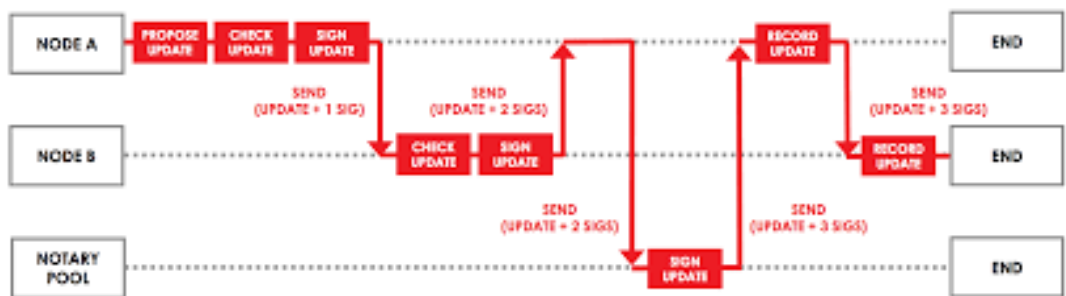 NODE A
PROPOSE
UPDATE
CHECK
UPDATE
SIGN
UPDATE
RECORD
UPDATE
END
SEND
(UPDATE + 1 SIG)
SEND
(UPDATE + 2 SIGS)
SEND
(UPDATE + 3 SIGS)
NODE B
CHECK
UPDATE
SIGN
UPDATE
RECORD
UPDATE
END
SEND
(UPDATE + 2 SIGS)
SEND
(UPDATE + 3 SIGS)
NOTARY
POOL
SIGN
UPDATE
END